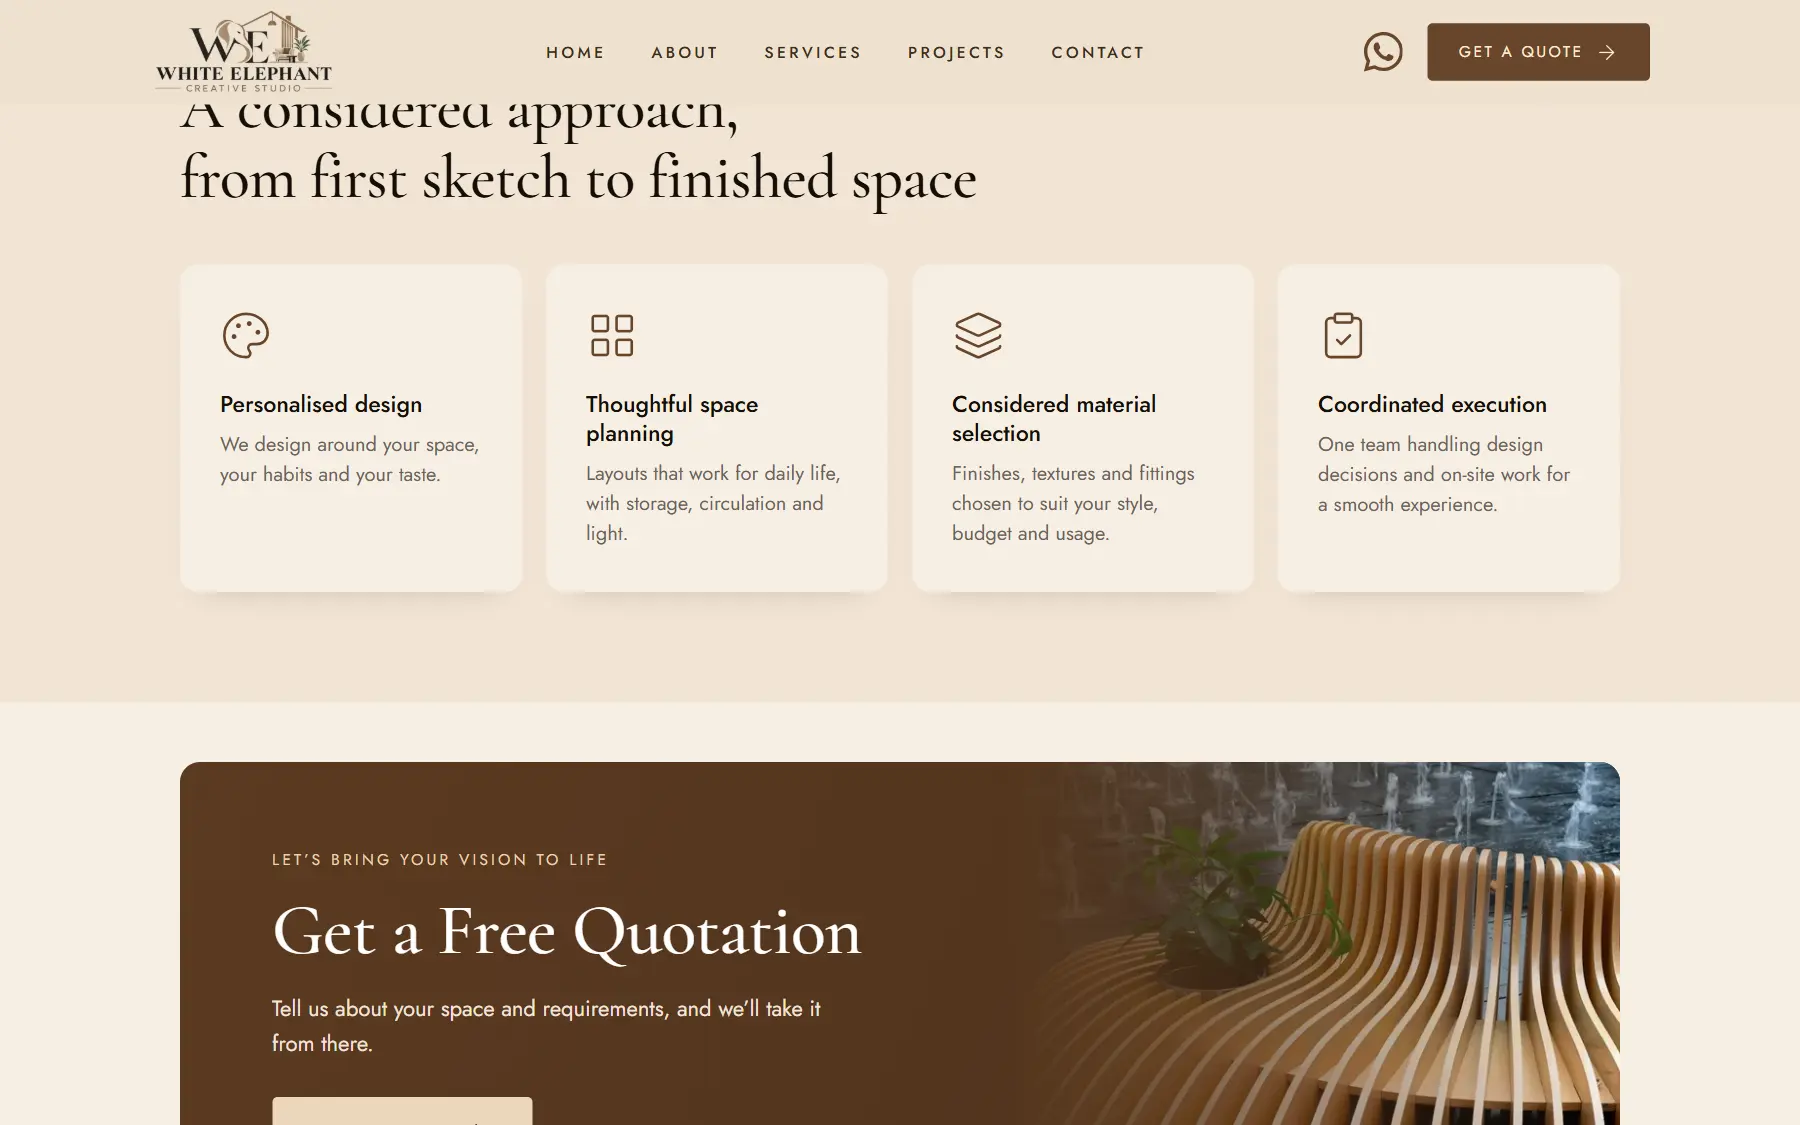 WSE
WHITE ELEPHANT
CREATIVE STUDIO
HOME
ABOUT
SERVICES
PROJECTS
CONTACT
GET A QUOTE
A considered approach,
from first sketch to finished space
Personalised design
We design around your space,
your habits and your taste.
Thoughtful space
planning
Layouts that work for daily life,
with storage, circulation and
light.
Considered material
selection
Finishes, textures and fittings
chosen to suit your style,
budget and usage.
Coordinated execution
One team handling design
decisions and on-site work for
a smooth experience.
LET’S BRING YOUR VISION TO LIFE
Get a Free Quotation
Tell us about your space and requirements, and we’ll take it
from there.